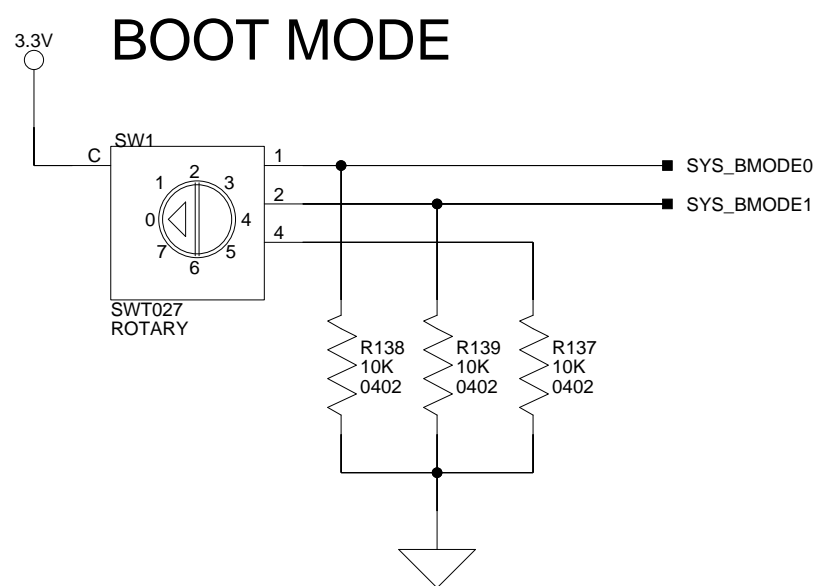 BOOT MODE
3.3V
SW1
C
1
2
4
0
1
2
3
4
5
6
7
SWT027
ROTARY
SYS_BMODE0
SYS_BMODE1
R138
10K
0402
R139
10K
0402
R137
10K
0402